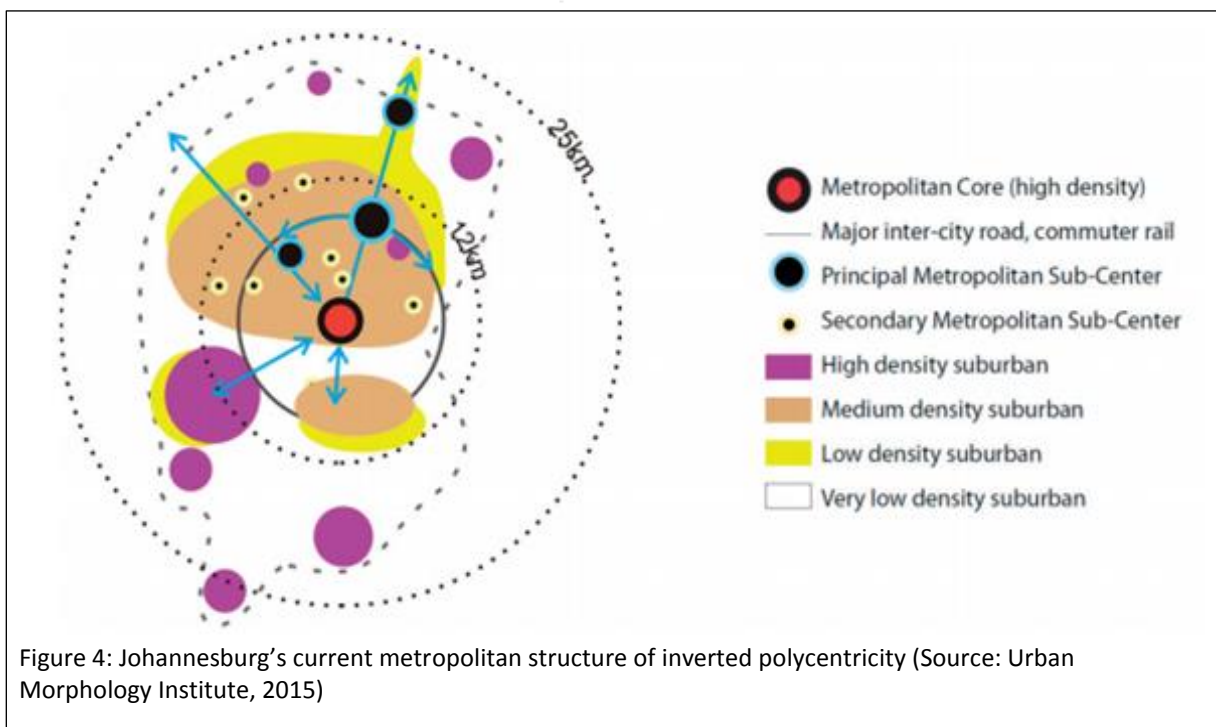 25km
12km
Metropolitan Core (high density)
Major inter-city road, commuter rail
Principal Metropolitan Sub-Center
Secondary Metropolitan Sub-Center
High density suburban
Medium density suburban
Low density suburban
Very low density suburban
Figure 4: Johannesburg's current metropolitan structure of inverted polycentricity (Source: Urban
Morphology Institute, 2015)